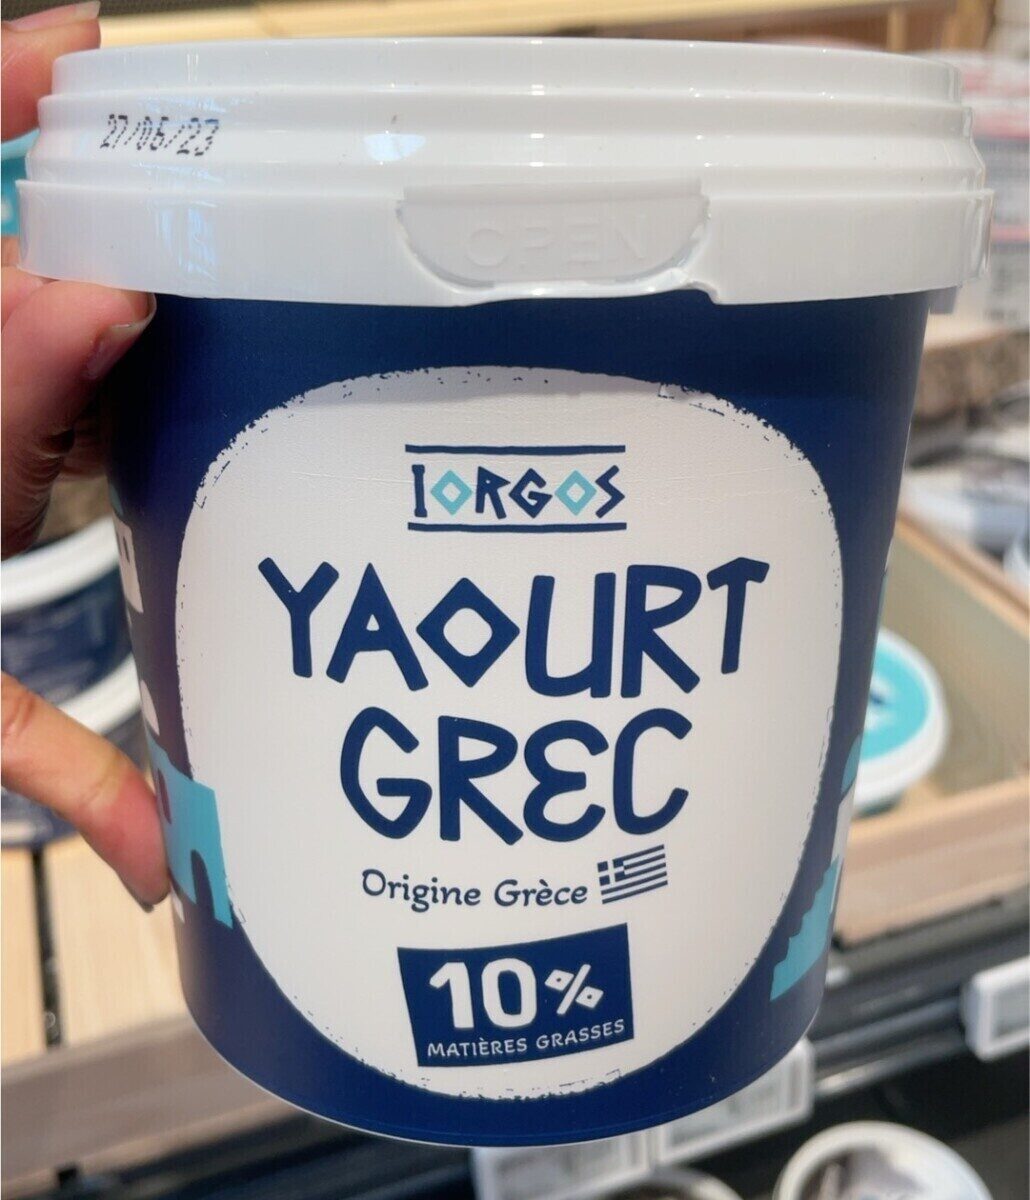 27/05/23
OPEN
IORGOS
YAOURT
GREC
Origine Grèce
10%
MATIÈRES GRASSES